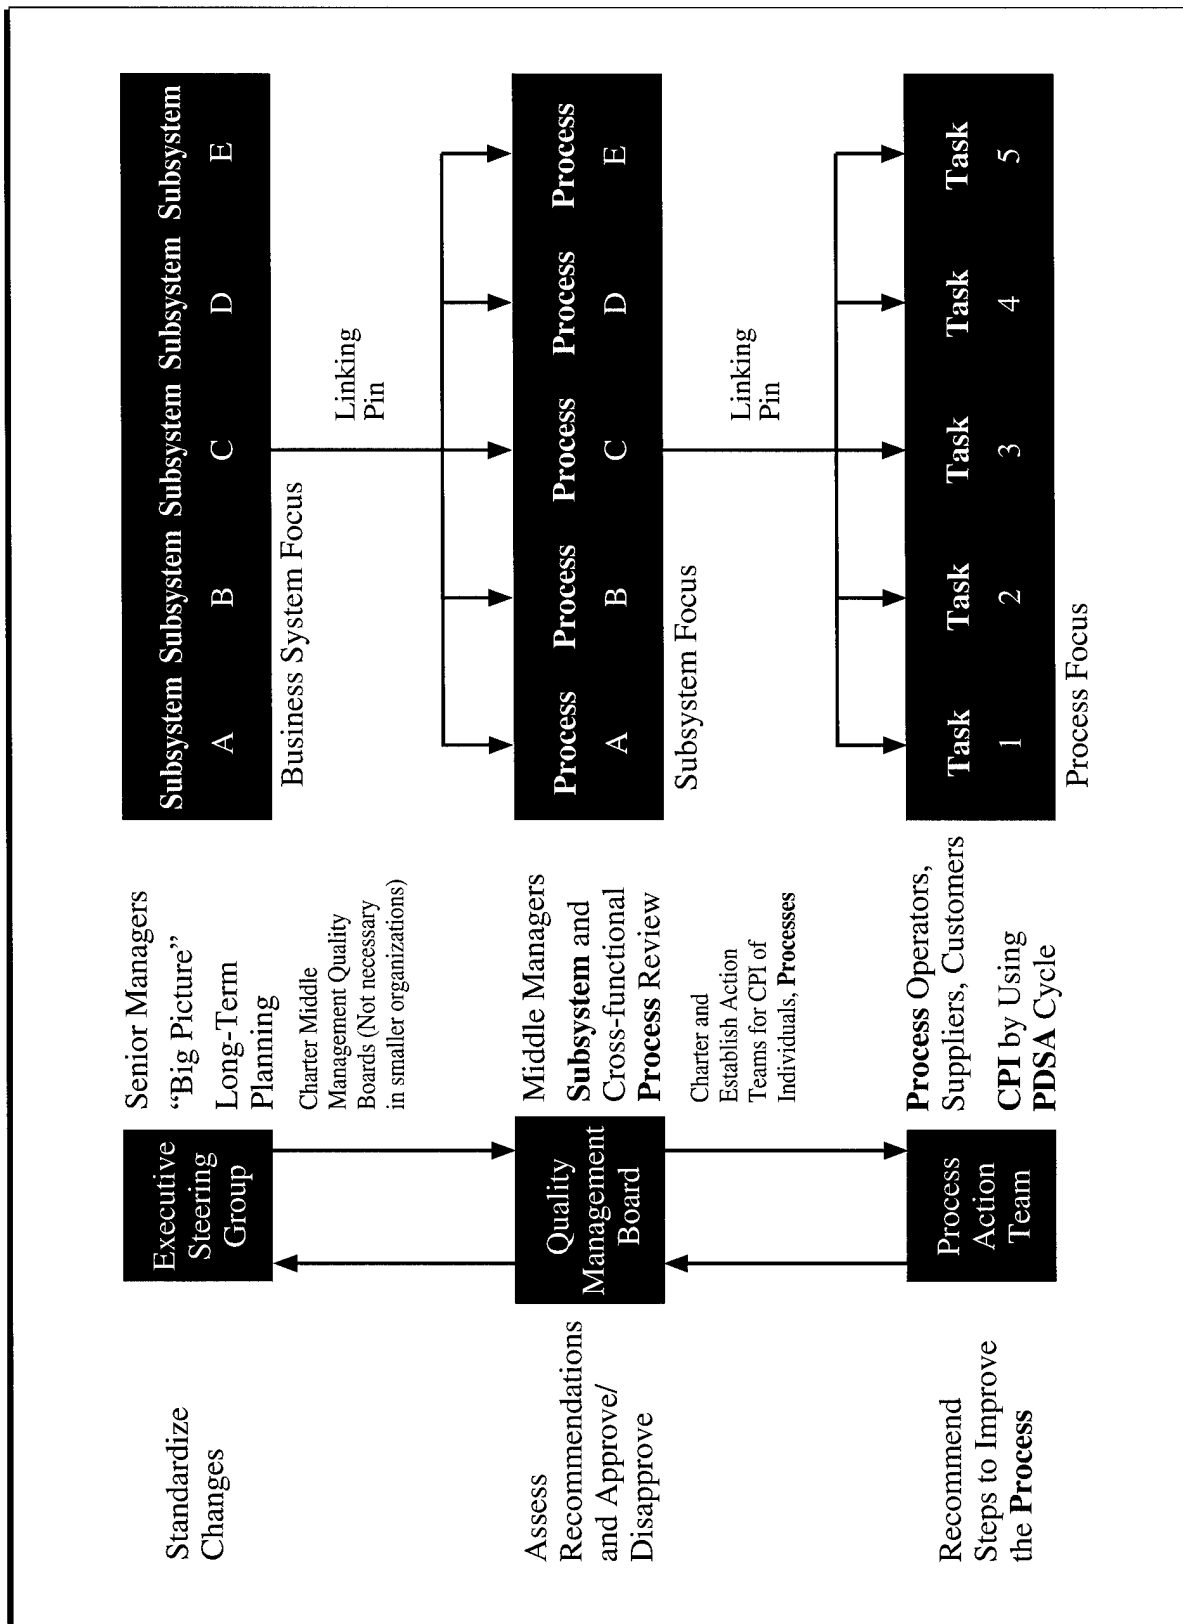 Standardize
Changes
Executive
Steering
Group
Senior Managers
“Big Picture”
Long-Term
Planning
Subsystem Subsystem Subsystem Subsystem Subsystem
A B C D E
Business System Focus
Charter Middle
Management Quality
Boards (Not necessary
in smaller organizations)
Linking
Pin
Assess
Recommendations
and Approve/
Disapprove
Quality
Management
Board
Middle Managers
Subsystem and
Cross-functional
Process Review
Process Process Process Process Process
A B C D E
Subsystem Focus
Charter and
Establish Action
Teams for CPI of
Individuals, Processes
Linking
Pin
Recommend
Steps to Improve
the Process
Process
Action
Team
Process Operators,
Suppliers, Customers
CPI by Using
PDSA Cycle
Task Task Task Task Task
1 2 3 4 5
Process Focus